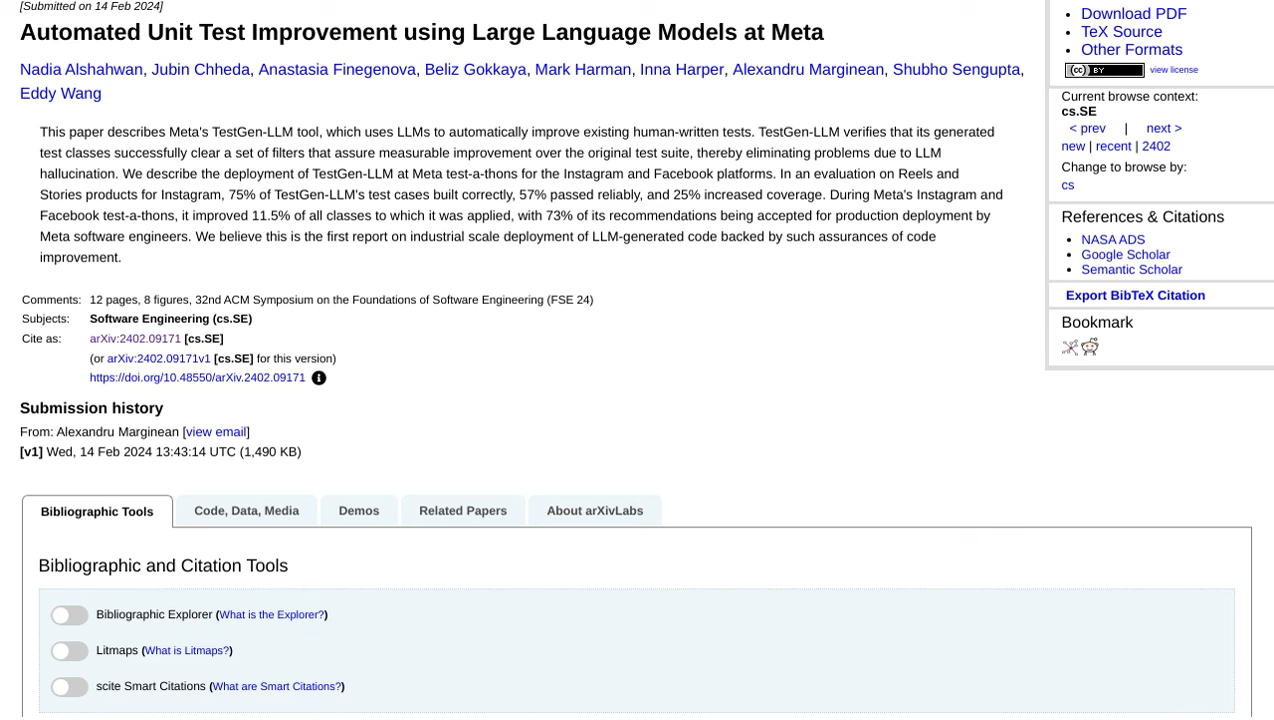 [Submitted on 14 Feb 2024]
Automated Unit Test Improvement using Large Language Models at Meta
Nadia Alshahwan, Jubin Chheda, Anastasia Finegenova, Beliz Gokkaya, Mark Harman, Inna Harper, Alexandru Marginean, Shubho Sengupta,
Eddy Wang
This paper describes Meta's TestGen-LLM tool, which uses LLMs to automatically improve existing human-written tests. TestGen-LLM verifies that its generated
test classes successfully clear a set of filters that assure measurable improvement over the original test suite, thereby eliminating problems due to LLM
hallucination. We describe the deployment of TestGen-LLM at Meta test-a-thons for the Instagram and Facebook platforms. In an evaluation on Reels and
Stories products for Instagram, 75% of TestGen-LLM's test cases built correctly, 57% passed reliably, and 25% increased coverage. During Meta's Instagram and
Facebook test-a-thons, it improved 11.5% of all classes to which it was applied, with 73% of its recommendations being accepted for production deployment by
Meta software engineers. We believe this is the first report on industrial scale deployment of LLM-generated code backed by such assurances of code
improvement.
Comments: 12 pages, 8 figures, 32nd ACM Symposium on the Foundations of Software Engineering (FSE 24)
Subjects: Software Engineering (cs.SE)
Cite as: arXiv:2402.09171 [cs.SE]
(or arXiv:2402.09171v1 [cs.SE] for this version)
https://doi.org/10.48550/arXiv.2402.09171
Submission history
From: Alexandru Marginean [view email]
[v1] Wed, 14 Feb 2024 13:43:14 UTC (1,490 KB)
Bibliographic Tools
Code, Data, Media
Demos
Related Papers
About arXivLabs
Bibliographic and Citation Tools
Bibliographic Explorer (What is the Explorer?)
Litmaps (What is Litmaps?)
scite Smart Citations (What are Smart Citations?)
Download PDF
TeX Source
Other Formats
(cc) BY view license
Current browse context:
cs.SE
< prev | next >
new | recent | 2402
Change to browse by:
cs
References & Citations
NASA ADS
Google Scholar
Semantic Scholar
Export BibTeX Citation
Bookmark